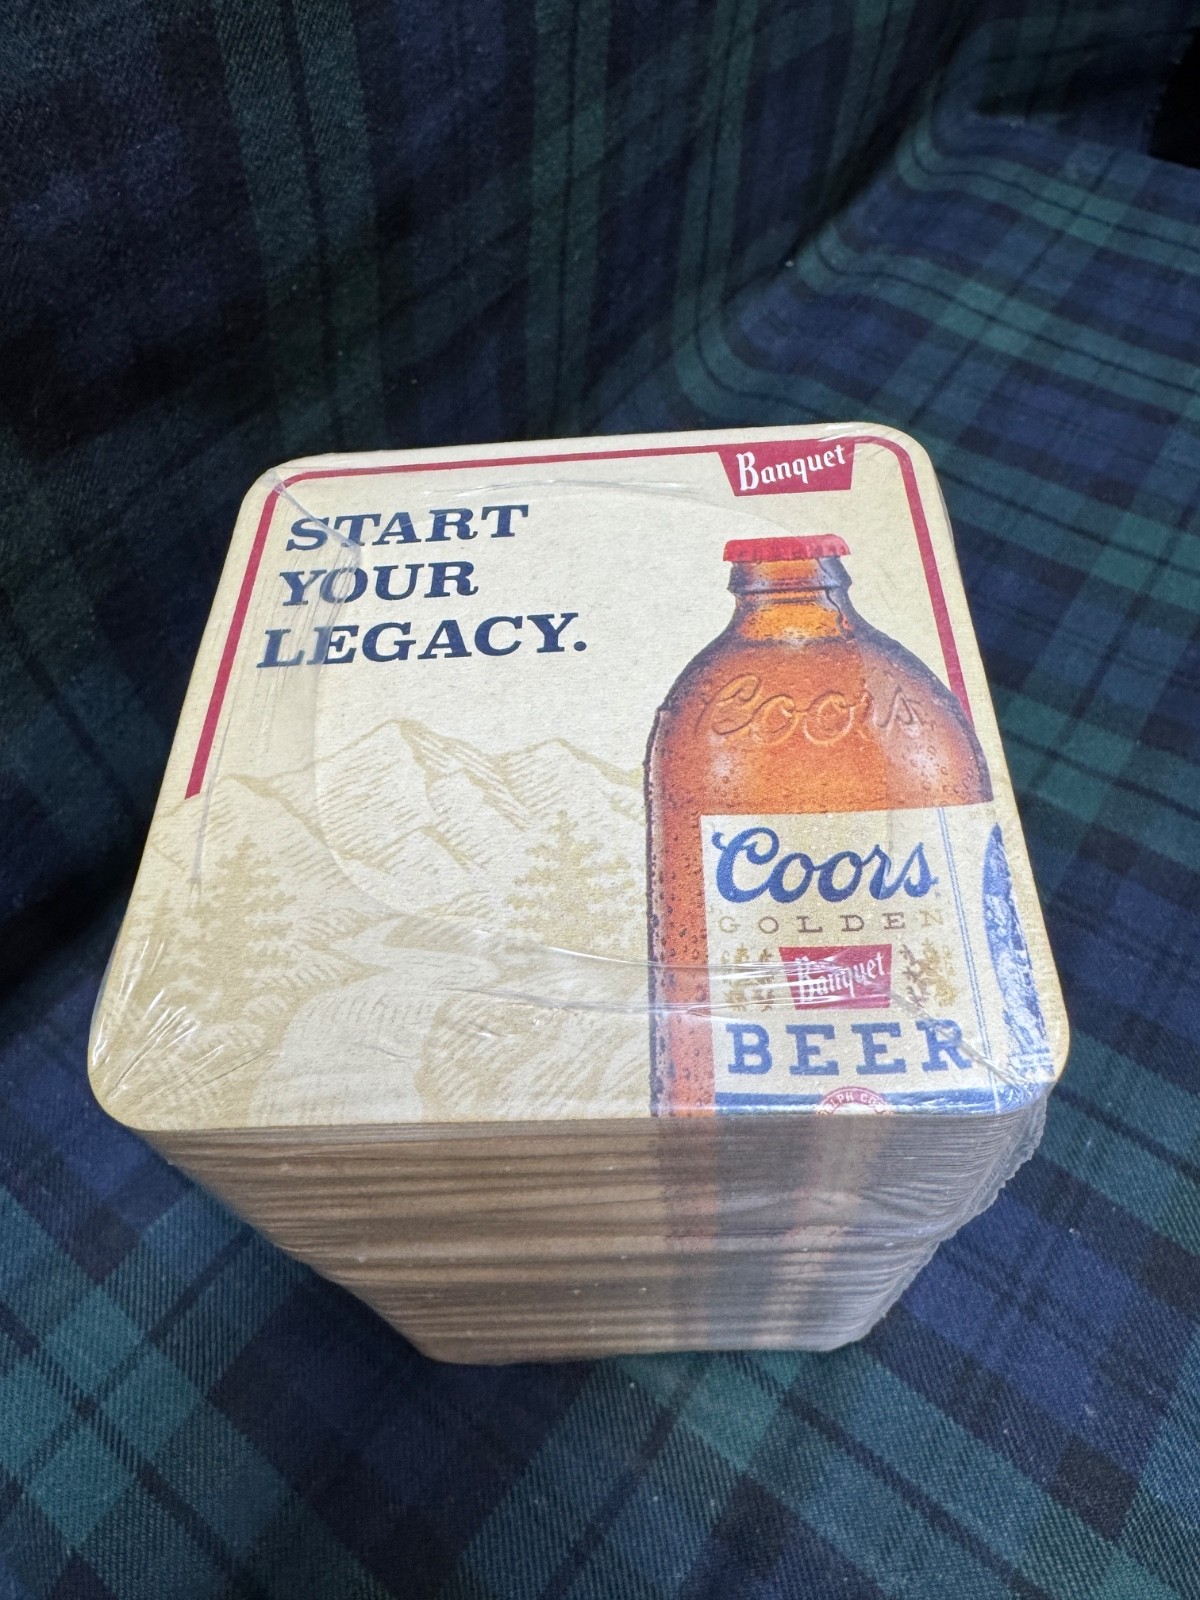 Banquet
START
YOUR
LEGACY.
Coors
Coors
GOLDEN
Banquet
BEER